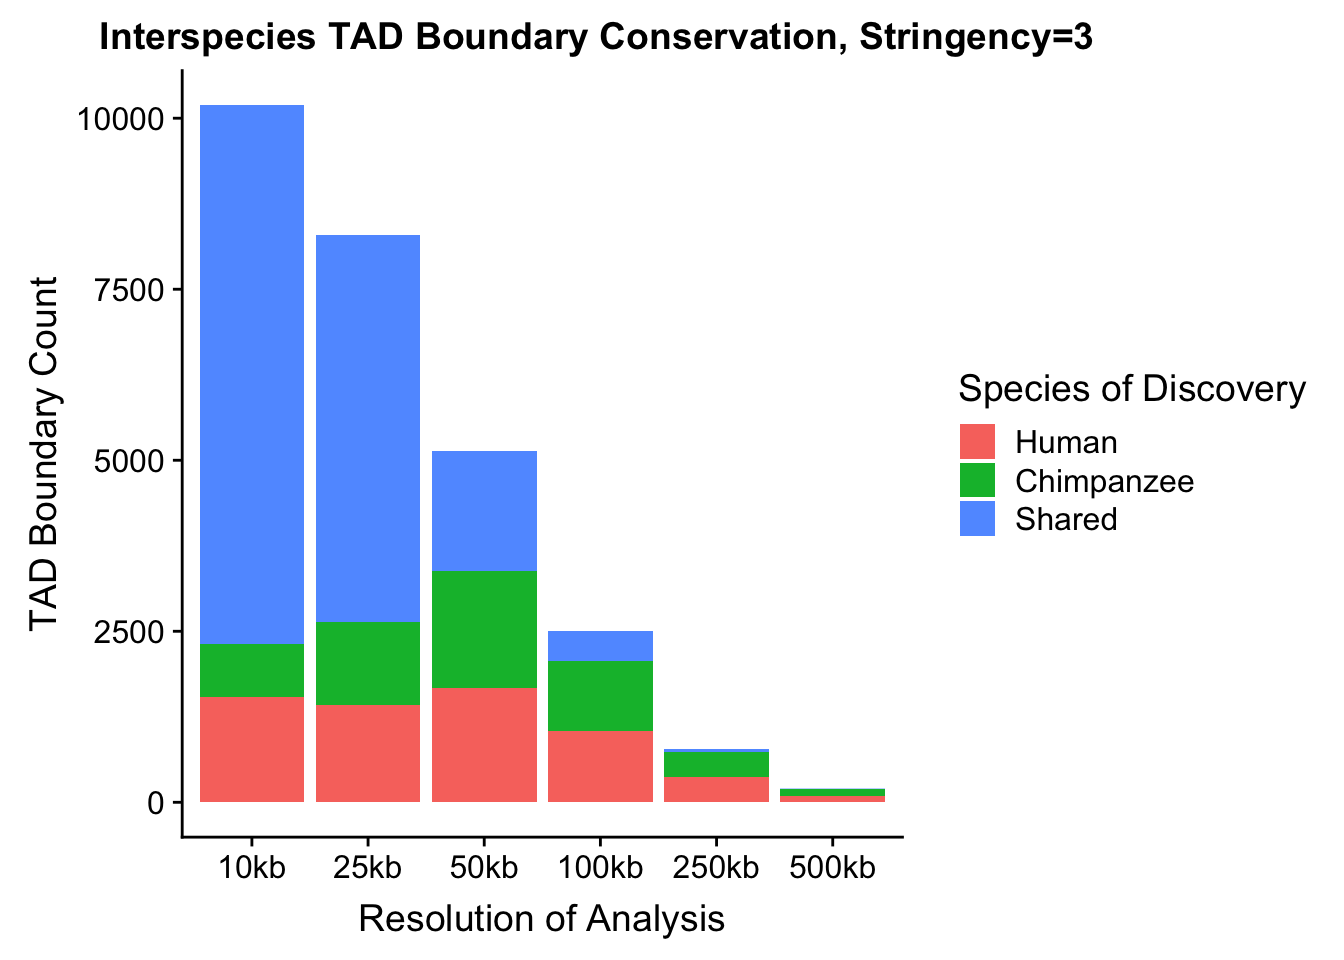 Interspecies TAD Boundary Conservation, Stringency=3
TAD Boundary Count
10000
7500
5000
2500
0
10kb 25kb 50kb 100kb 250kb 500kb
Resolution of Analysis
Species of Discovery
Human
Chimpanzee
Shared